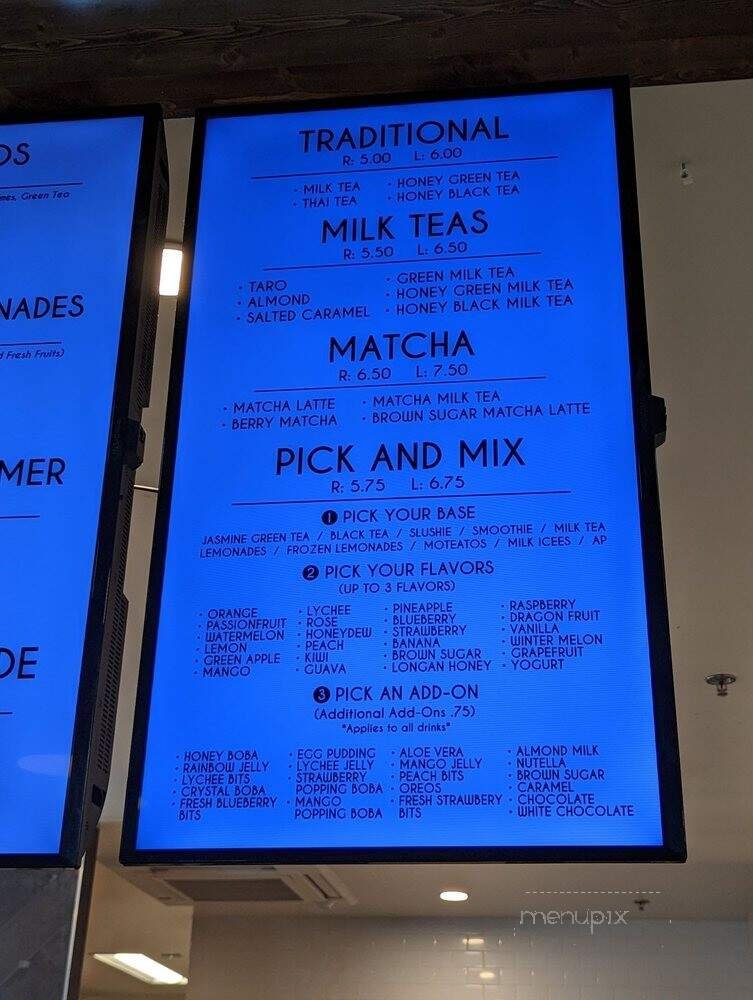 OS
mes, Green Tea
NADES
d Fresh Fruits)
MER
DE
TRADITIONAL
R: 5.00 L: 6.00
• MILK TEA • HONEY GREEN TEA
• THAI TEA • HONEY BLACK TEA
MILK TEAS
R: 5.50 L: 6.50
• TARO • GREEN MILK TEA
• ALMOND • HONEY GREEN MILK TEA
• SALTED CARAMEL • HONEY BLACK MILK TEA
MATCHA
R: 6.50 L: 7.50
• MATCHA LATTE • MATCHA MILK TEA
• BERRY MATCHA • BROWN SUGAR MATCHA LATTE
PICK AND MIX
R: 5.75 L: 6.75
1 PICK YOUR BASE
JASMINE GREEN TEA / BLACK TEA / SLUSHIE / SMOOTHIE / MILK TEA
LEMONADES / FROZEN LEMONADES / MOTEATOS / MILK ICEES / AP
2 PICK YOUR FLAVORS
(UP TO 3 FLAVORS)
• ORANGE • LYCHEE • PINEAPPLE • RASPBERRY
• PASSIONFRUIT • ROSE • BLUEBERRY • DRAGON FRUIT
• WATERMELON • HONEYDEW • STRAWBERRY • VANILLA
• LEMON • PEACH • BANANA • WINTER MELON
• GREEN APPLE • KIWI • BROWN SUGAR • GRAPEFRUIT
• MANGO • GUAVA • LONGAN HONEY • YOGURT
3 PICK AN ADD-ON
(Additional Add-Ons .75)
*Applies to all drinks*
• HONEY BOBA • EGG PUDDING • ALOE VERA • ALMOND MILK
• RAINBOW JELLY • LYCHEE JELLY • MANGO JELLY • NUTELLA
• LYCHEE BITS • STRAWBERRY • PEACH BITS • BROWN SUGAR
• CRYSTAL BOBA POPPING BOBA • OREOS • CARAMEL
• FRESH BLUEBERRY • MANGO • FRESH STRAWBERY • CHOCOLATE
BITS POPPING BOBA BITS • WHITE CHOCOLATE
menupix